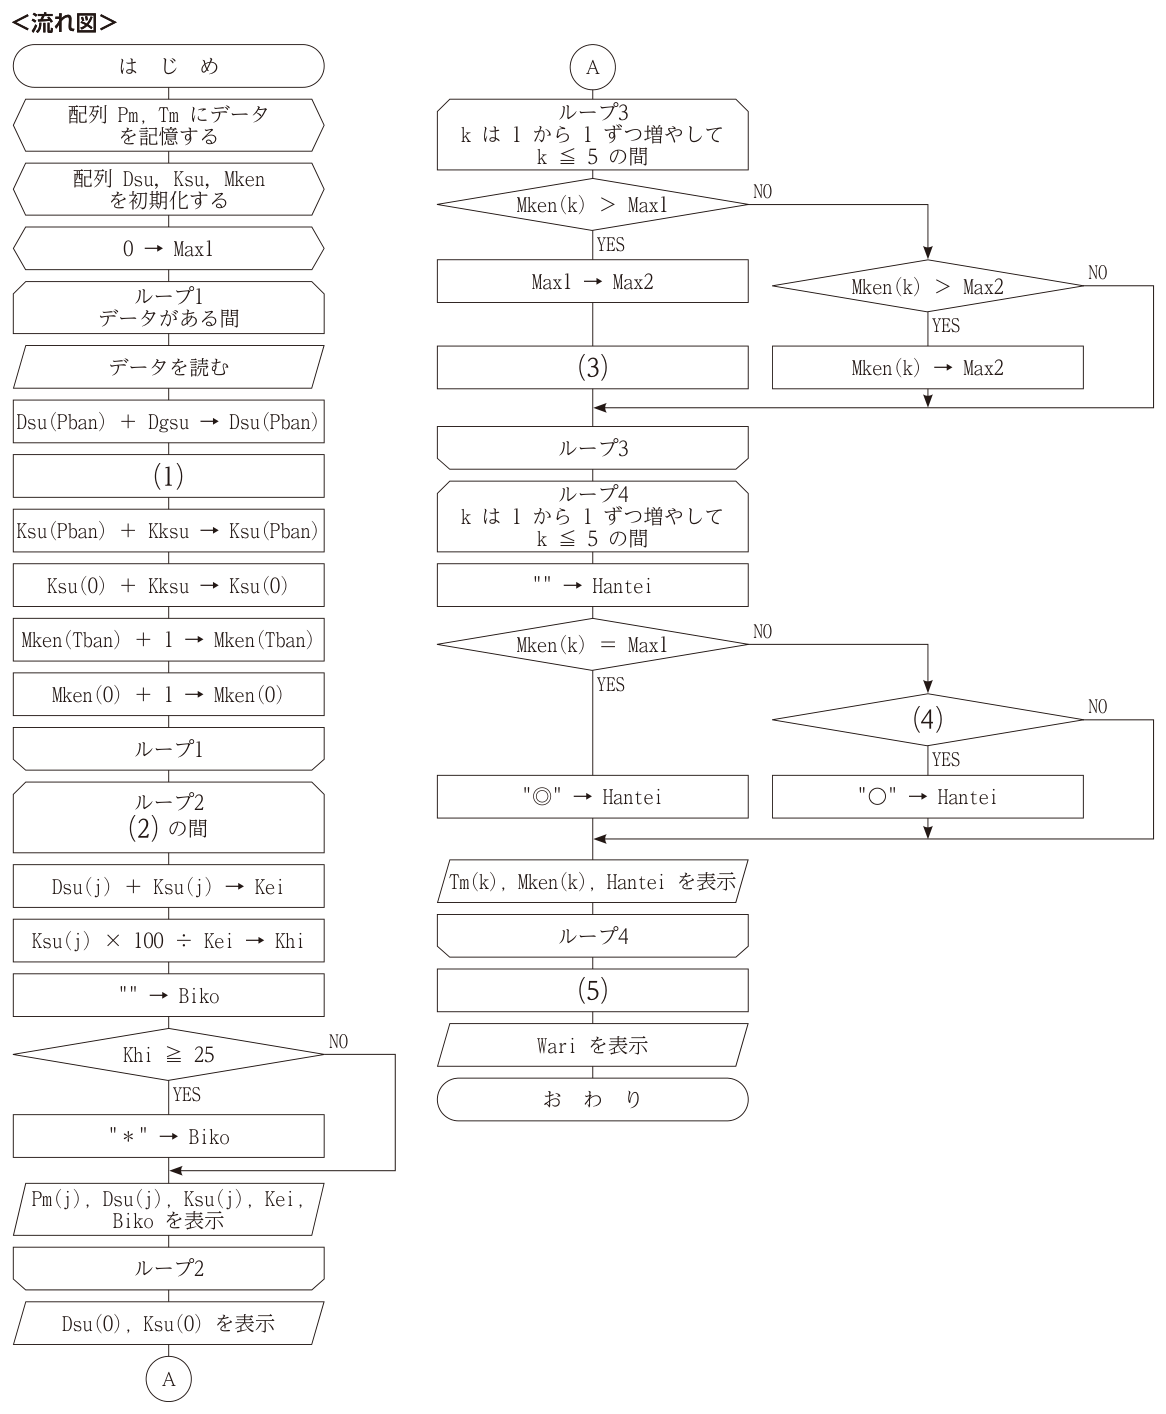 ＜流れ図＞
はじめ
配列 Pm, Tm にデータ
を記憶する
配列 Dsu, Ksu, Mken
を初期化する
0 → Max1
ループ1
データがある間
データを読む
Dsu(Pban) + Dgsu → Dsu(Pban)
(1)
Ksu(Pban) + Kksu → Ksu(Pban)
Ksu(0) + Kksu → Ksu(0)
Mken(Tban) + 1 → Mken(Tban)
Mken(0) + 1 → Mken(0)
ループ1
ループ2
(2) の間
Dsu(j) + Ksu(j) → Kei
Ksu(j) × 100 ÷ Kei → Khi
"" → Biko
Khi ≧ 25
NO
YES
"＊" → Biko
Pm(j), Dsu(j), Ksu(j), Kei,
Biko を表示
ループ2
Dsu(0), Ksu(0) を表示
A
A
ループ3
k は 1 から 1 ずつ増やして
k ≦ 5 の間
Mken(k) ＞ Max1
NO
YES
Max1 → Max2
Mken(k) ＞ Max2
NO
YES
(3)
Mken(k) → Max2
ループ3
ループ4
k は 1 から 1 ずつ増やして
k ≦ 5 の間
"" → Hantei
Mken(k) ＝ Max1
NO
YES
(4)
NO
YES
"◎" → Hantei
"○" → Hantei
Tm(k), Mken(k), Hantei を表示
ループ4
(5)
Wari を表示
おわり